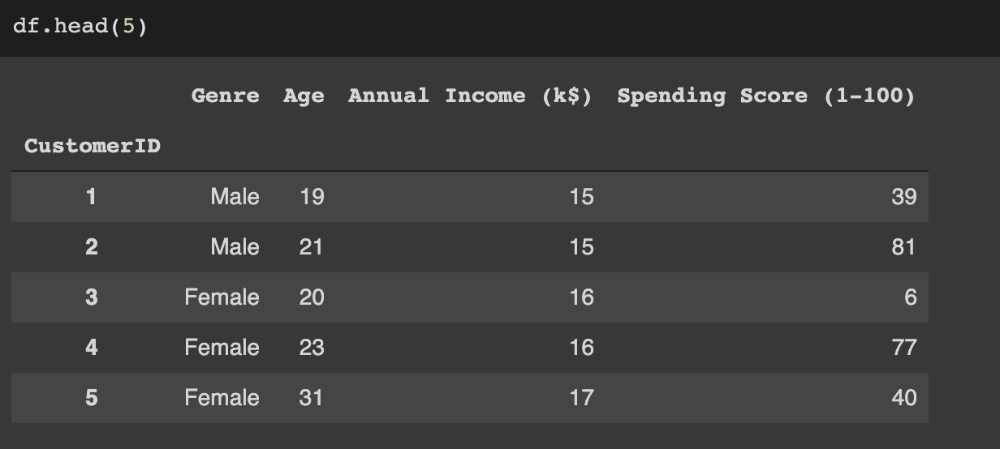 df.head(5)
Genre Age Annual Income (k$) Spending Score (1-100)
CustomerID
1 Male 19 15 39
2 Male 21 15 81
3 Female 20 16 6
4 Female 23 16 77
5 Female 31 17 40